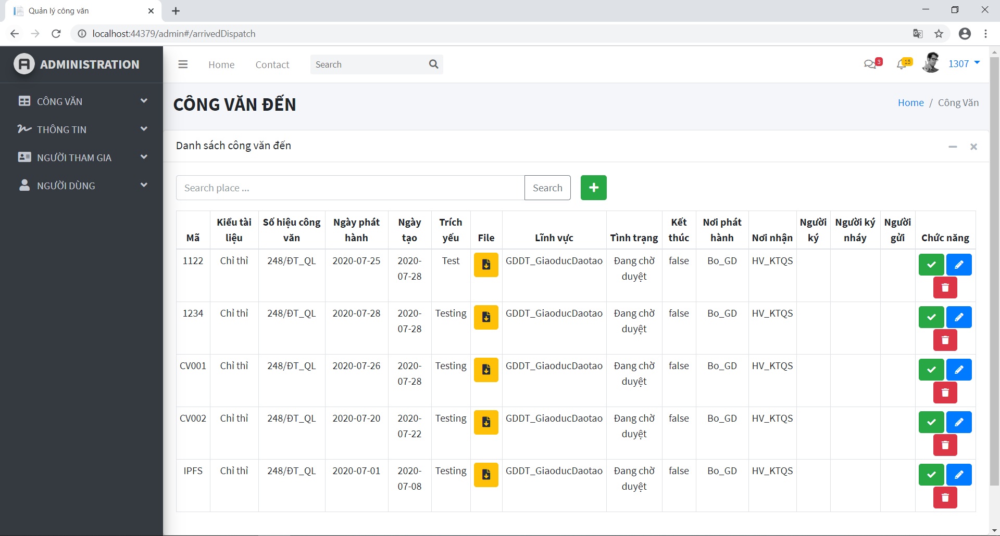 Quản lý công văn
localhost:44379/admin#/arrivedDispatch
ADMINISTRATION
Home Contact Search 3 15 1307
CÔNG VĂN
THÔNG TIN
NGƯỜI THAM GIA
NGƯỜI DÙNG
CÔNG VĂN ĐẾN
Home / Công Văn
Danh sách công văn đến
Search place ... Search
Mã Kiểu tài liệu Số hiệu công văn Ngày phát hành Ngày tạo Trích yếu File Lĩnh vực Tình trạng Kết thúc Nơi phát hành Nơi nhận Người ký Người ký nháy Người gửi Chức năng
1122 Chỉ thỉ 248/ĐT_QL 2020-07-25 2020-07-28 Test GDDT_GiaoducDaotao Đang chờ duyệt false Bo_GD HV_KTQS
1234 Chỉ thỉ 248/ĐT_QL 2020-07-28 2020-07-28 Testing GDDT_GiaoducDaotao Đang chờ duyệt false Bo_GD HV_KTQS
CV001 Chỉ thỉ 248/ĐT_QL 2020-07-26 2020-07-28 Testing GDDT_GiaoducDaotao Đang chờ duyệt false Bo_GD HV_KTQS
CV002 Chỉ thỉ 248/ĐT_QL 2020-07-20 2020-07-22 Testing GDDT_GiaoducDaotao Đang chờ duyệt false Bo_GD HV_KTQS
IPFS Chỉ thỉ 248/ĐT_QL 2020-07-01 2020-07-08 Testing GDDT_GiaoducDaotao Đang chờ duyệt false Bo_GD HV_KTQS